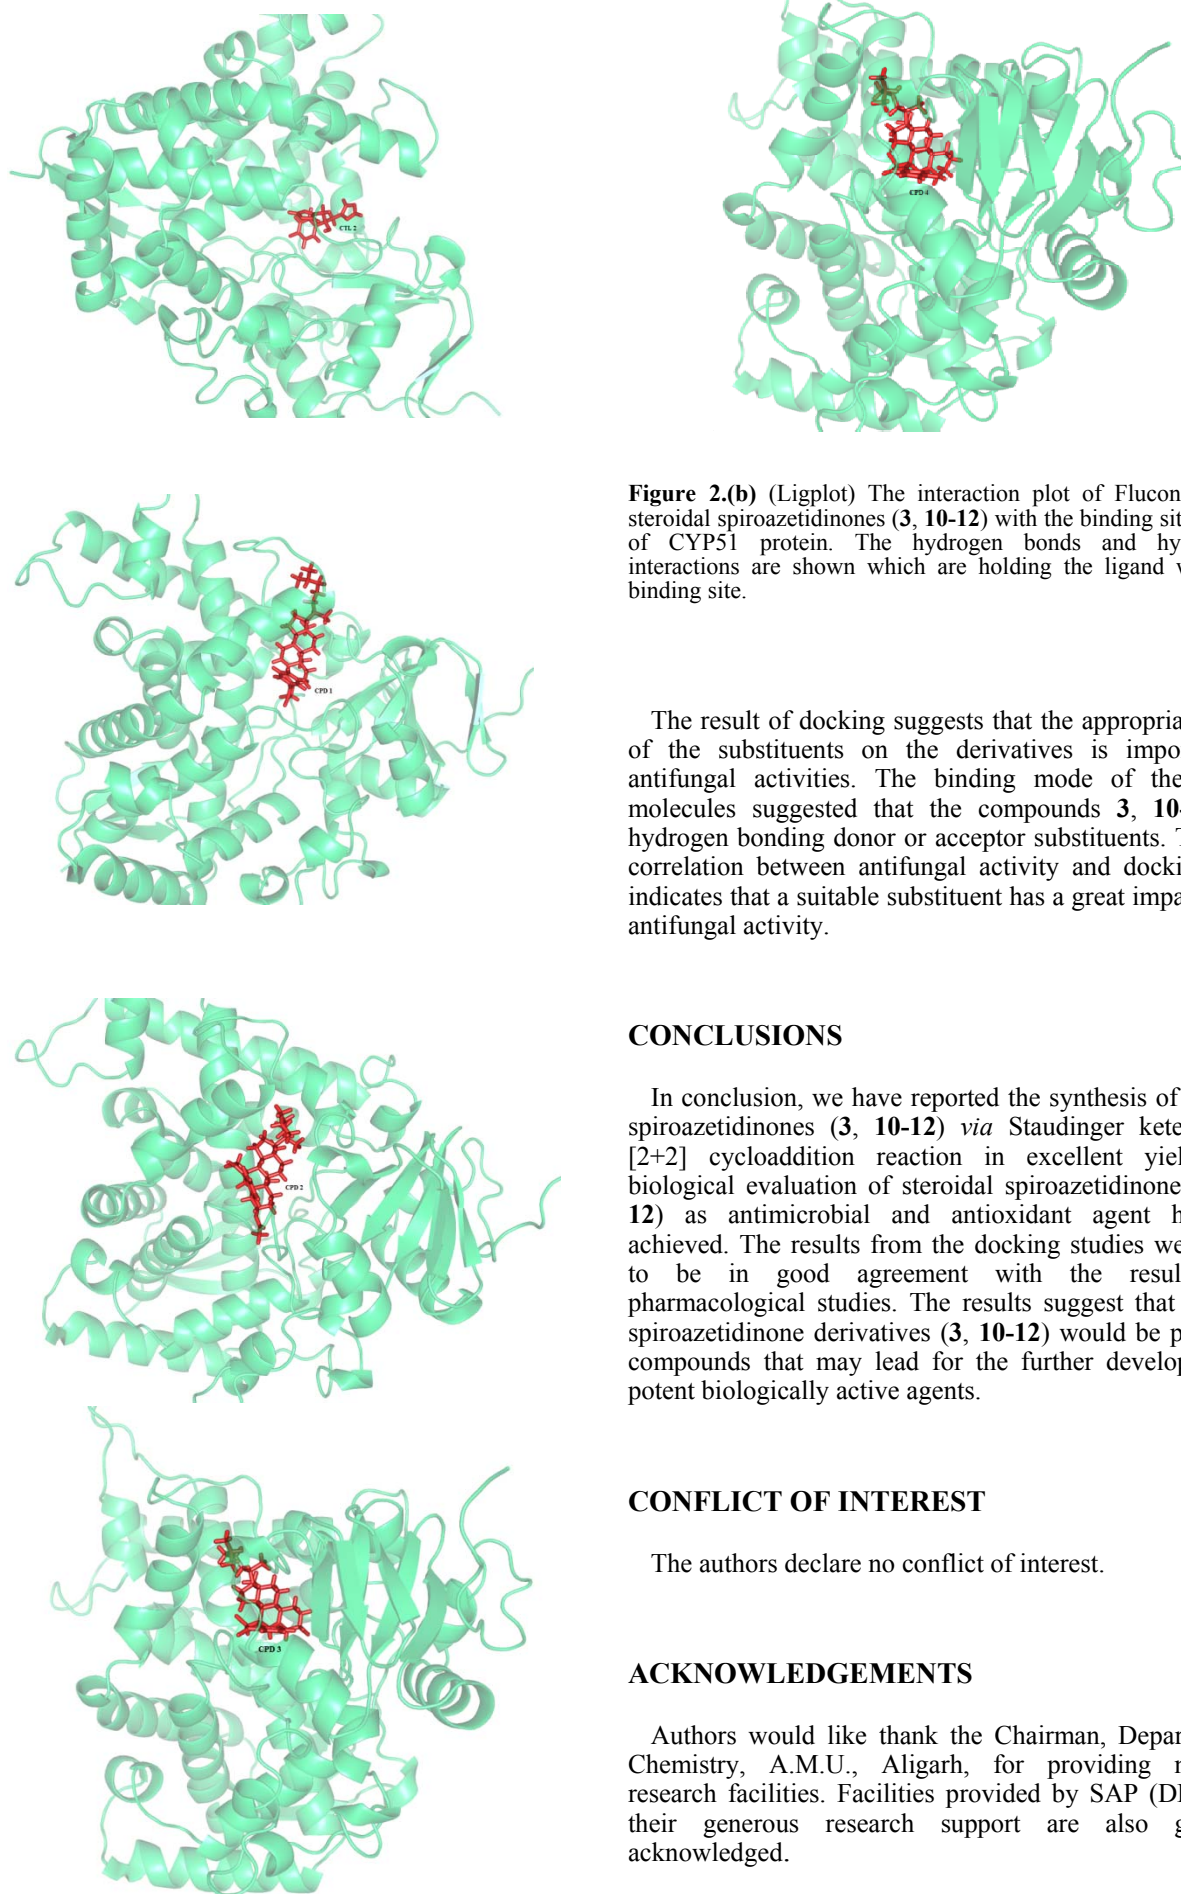 CTL 2
CPD 1
CPD 2
CPD 3
CPD 4
Figure 2.(b) (Ligplot) The interaction plot of Flucon
steroidal spiroazetidinones (3, 10-12) with the binding sit
of CYP51 protein. The hydrogen bonds and hy
interactions are shown which are holding the ligand w
binding site.
The result of docking suggests that the appropria
of the substituents on the derivatives is impo
antifungal activities. The binding mode of the
molecules suggested that the compounds 3, 10-
hydrogen bonding donor or acceptor substituents. T
correlation between antifungal activity and docki
indicates that a suitable substituent has a great impa
antifungal activity.
CONCLUSIONS
In conclusion, we have reported the synthesis of
spiroazetidinones (3, 10-12) via Staudinger kete
[2+2] cycloaddition reaction in excellent yiel
biological evaluation of steroidal spiroazetidinone
12) as antimicrobial and antioxidant agent h
achieved. The results from the docking studies we
to be in good agreement with the resul
pharmacological studies. The results suggest that
spiroazetidinone derivatives (3, 10-12) would be p
compounds that may lead for the further develop
potent biologically active agents.
CONFLICT OF INTEREST
The authors declare no conflict of interest.
ACKNOWLEDGEMENTS
Authors would like thank the Chairman, Depar
Chemistry, A.M.U., Aligarh, for providing n
research facilities. Facilities provided by SAP (DI
their generous research support are also g
acknowledged.